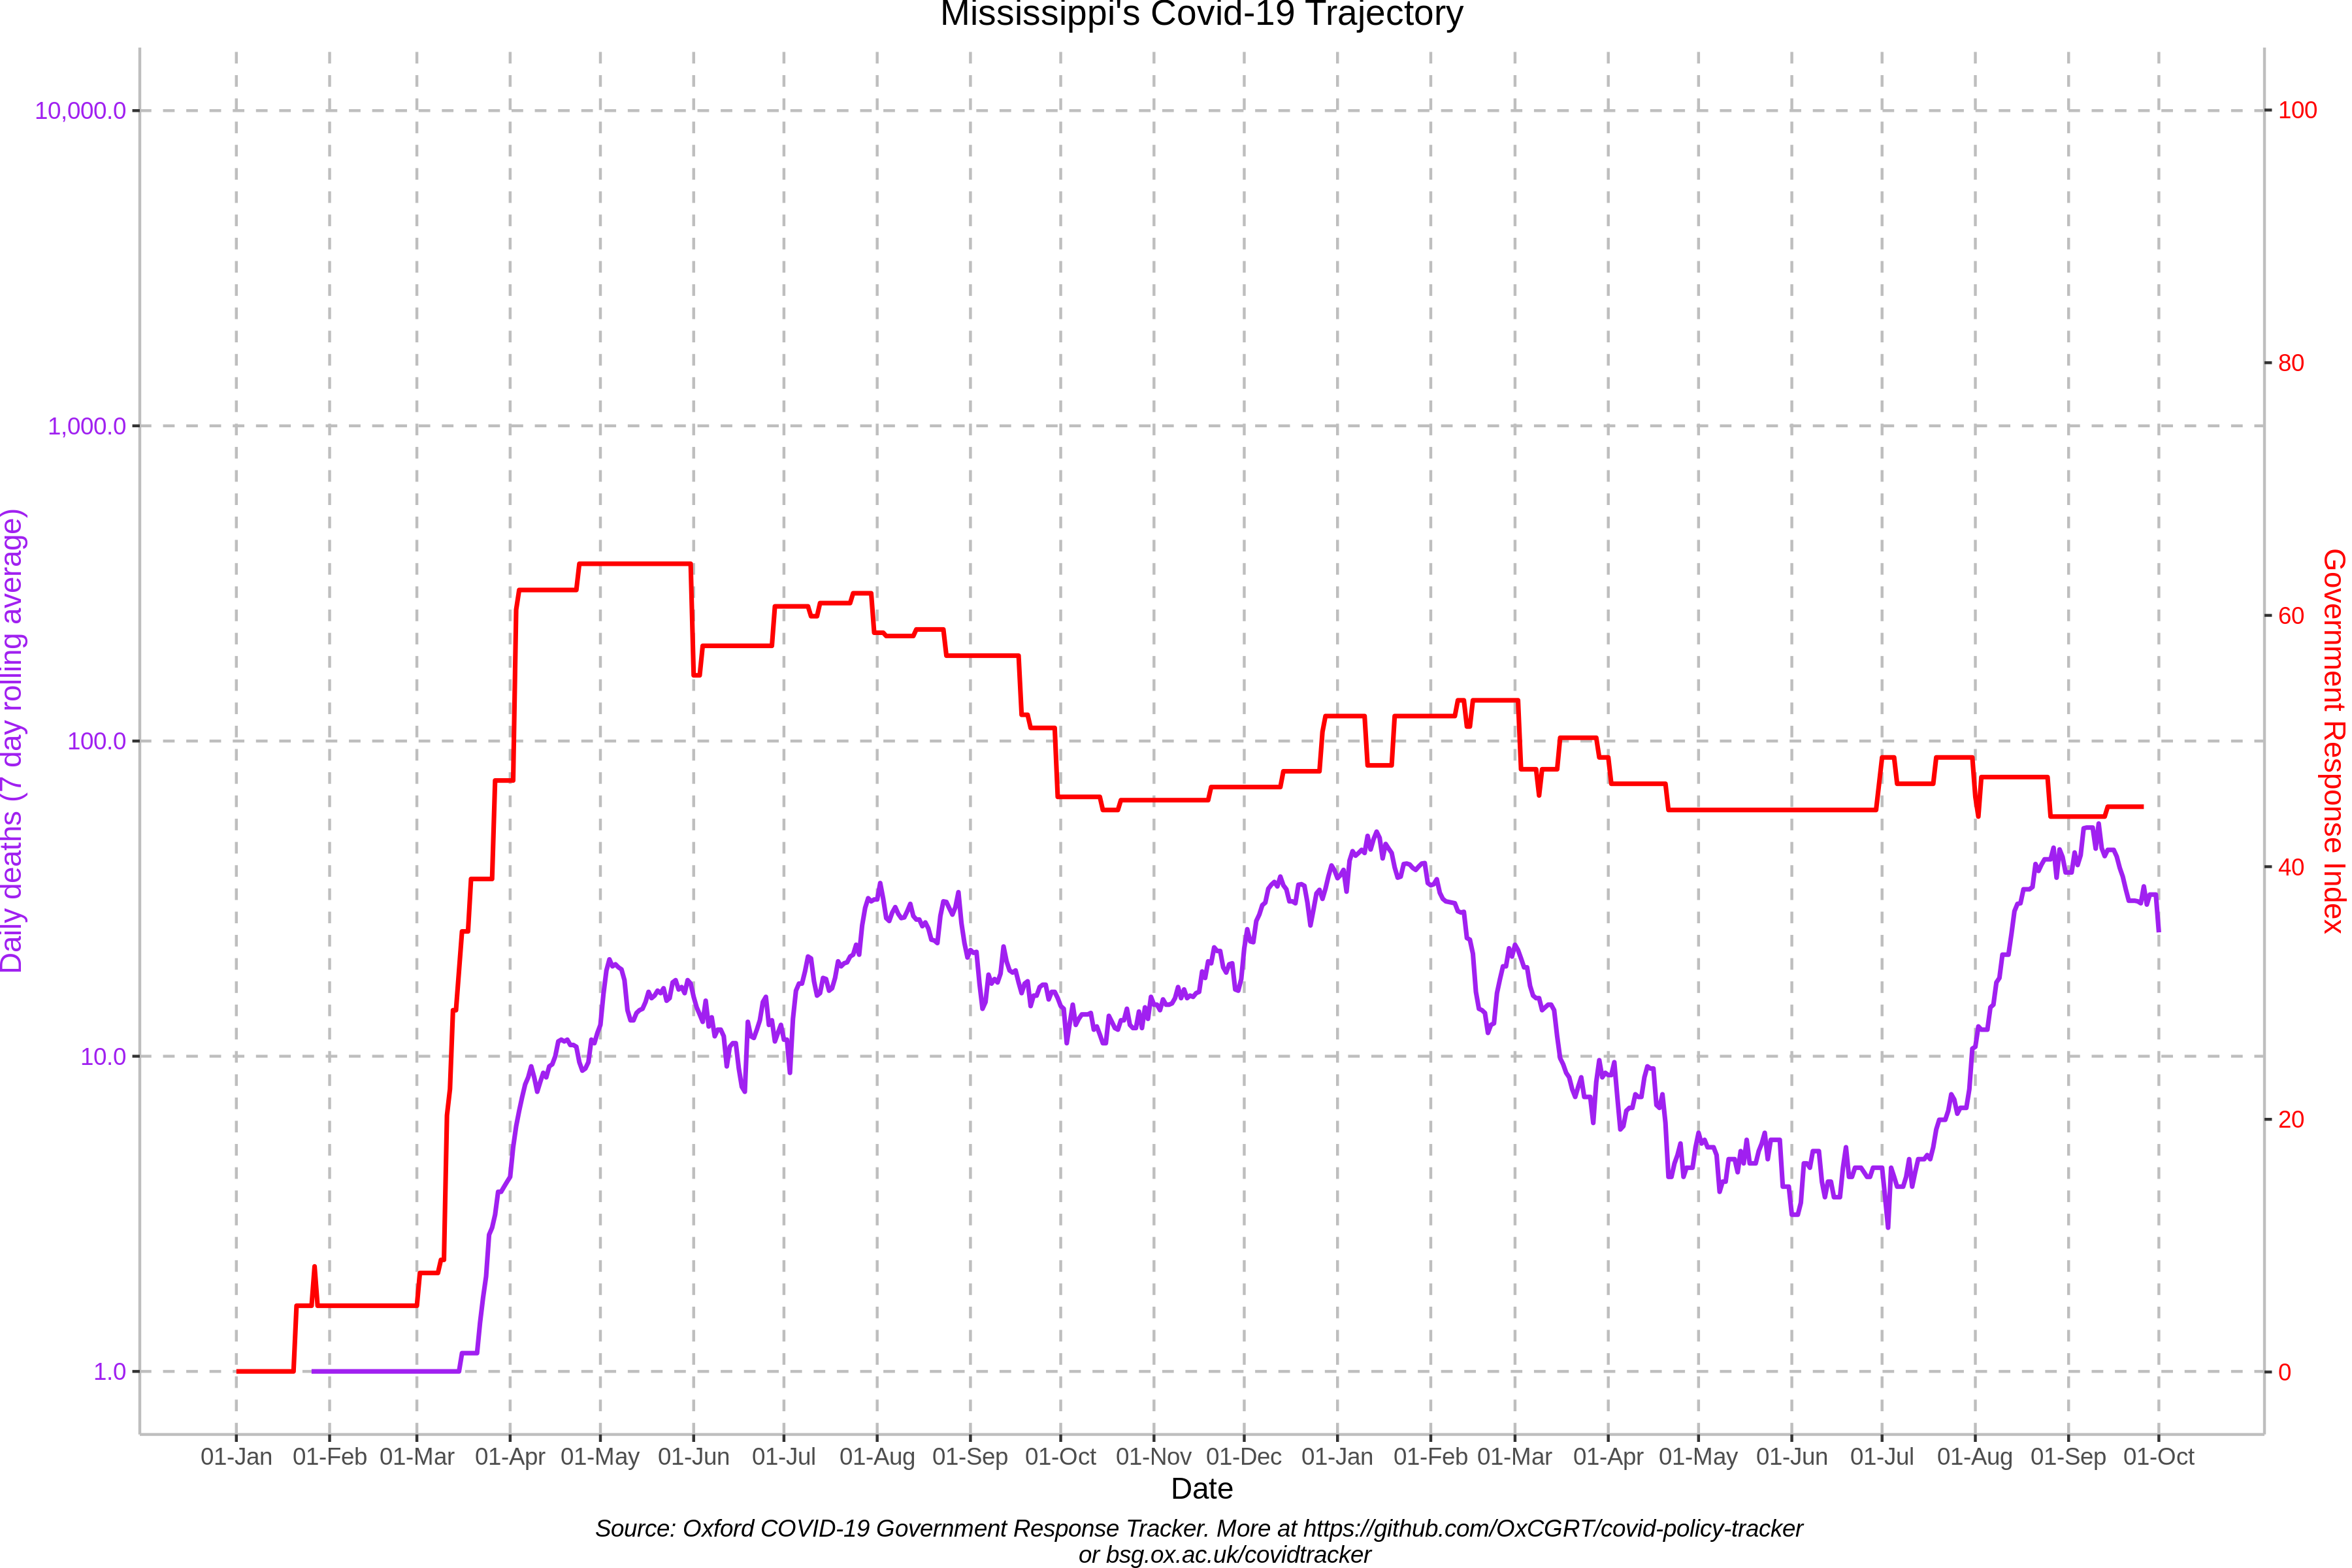 Mississippi's Covid-19 Trajectory
10,000.0
1,000.0
100.0
10.0
1.0
Daily deaths (7 day rolling average)
100
80
60
40
20
0
Government Response Index
01-Jan 01-Feb 01-Mar 01-Apr 01-May 01-Jun 01-Jul 01-Aug 01-Sep 01-Oct 01-Nov 01-Dec 01-Jan 01-Feb 01-Mar 01-Apr 01-May 01-Jun 01-Jul 01-Aug 01-Sep 01-Oct
Date
Source: Oxford COVID-19 Government Response Tracker. More at https://github.com/OxCGRT/covid-policy-tracker
or bsg.ox.ac.uk/covidtracker